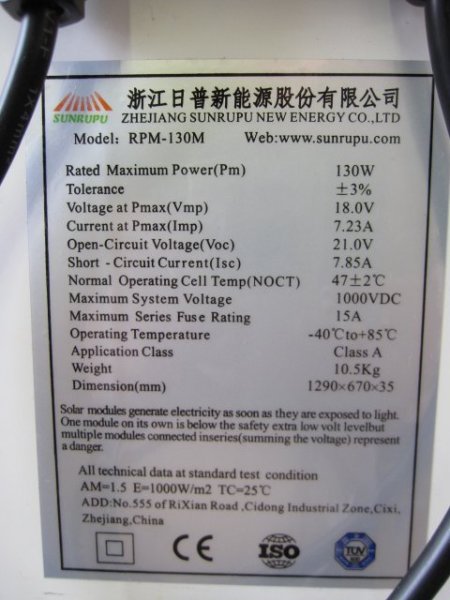 SUNRUPU
浙江日普新能源股份有限公司
ZHEJIANG SUNRUPU NEW ENERGY CO.,LTD
Model: RPM-130M Web:www.sunrupu.com
Rated Maximum Power(Pm) 130W
Tolerance ±3%
Voltage at Pmax(Vmp) 18.0V
Current at Pmax(Imp) 7.23A
Open-Circuit Voltage(Voc) 21.0V
Short - Circuit Current(Isc) 7.85A
Normal Operating Cell Temp(NOCT) 47±2℃
Maximum System Voltage 1000VDC
Maximum Series Fuse Rating 15A
Operating Temperature -40℃to+85℃
Application Class Class A
Weight 10.5Kg
Dimension(mm) 1290×670×35
Solar modules generate electricity as soon as they are exposed to light.
One module on its own is below the safety extra low volt levelbut
multiple modules connected inseries(summing the voltage) represent
a danger.
All technical data at standard test condition
AM=1.5 E=1000W/m2 TC=25℃
ADD:No.555 of RiXian Road ,Cidong Industrial Zone,Cixi,
Zhejiang,China
CE ISO TUV